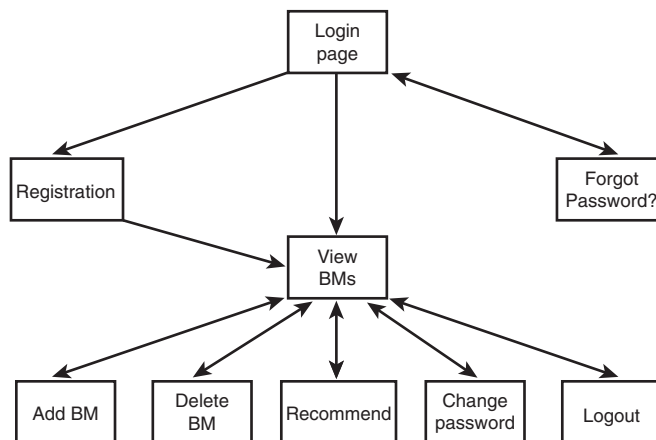 Login
page
Registration
Forgot
Password?
View
BMs
Add BM
Delete
BM
Recommend
Change
password
Logout